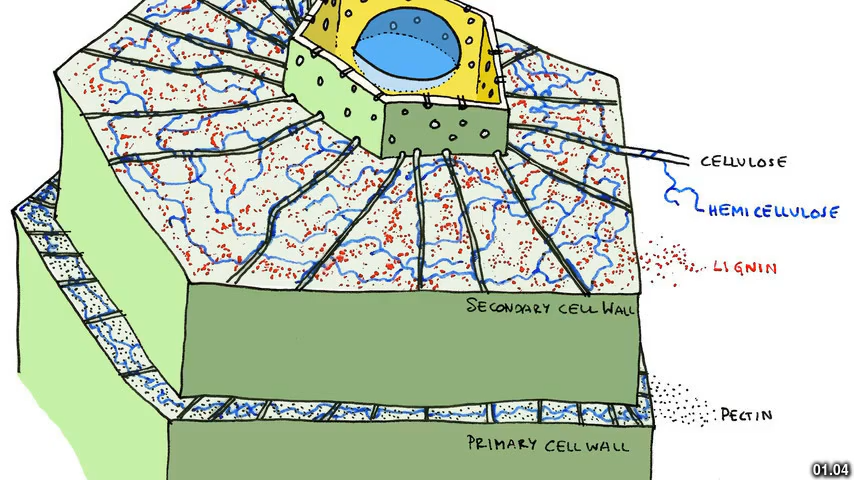 CELLULOSE
HEMICELLULOSE
LIGNIN
SECONDARY CELL WALL
PECTIN
PRIMARY CELL WALL
01.04